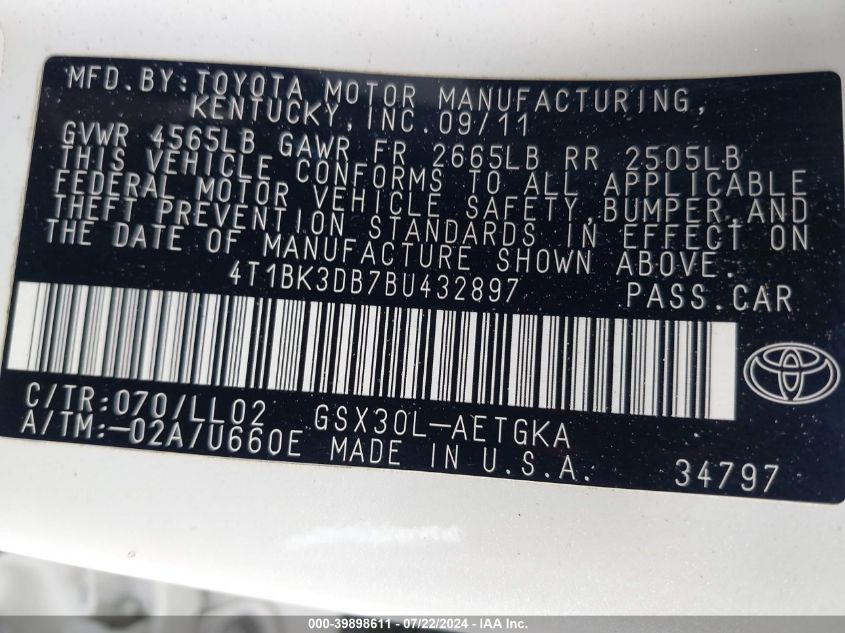 MFD. BY: TOYOTA MOTOR MANUFACTURING,
KENTUCKY, INC. 09/11
GVWR 4565LB GAWR FR 2665LB RR 2505LB
THIS VEHICLE CONFORMS TO ALL APPLICABLE
FEDERAL MOTOR VEHICLE SAFETY, BUMPER, AND
THEFT PREVENTION STANDARDS IN EFFECT ON
THE DATE OF MANUFACTURE SHOWN ABOVE.
4T1BK3DB7BU432897 PASS. CAR
C/TR:070/LL02 GSX30L-AETGKA
A/TM:-02A/U660E MADE IN U.S.A. 34797
000-39898611 - 07/22/2024 - IAA Inc.